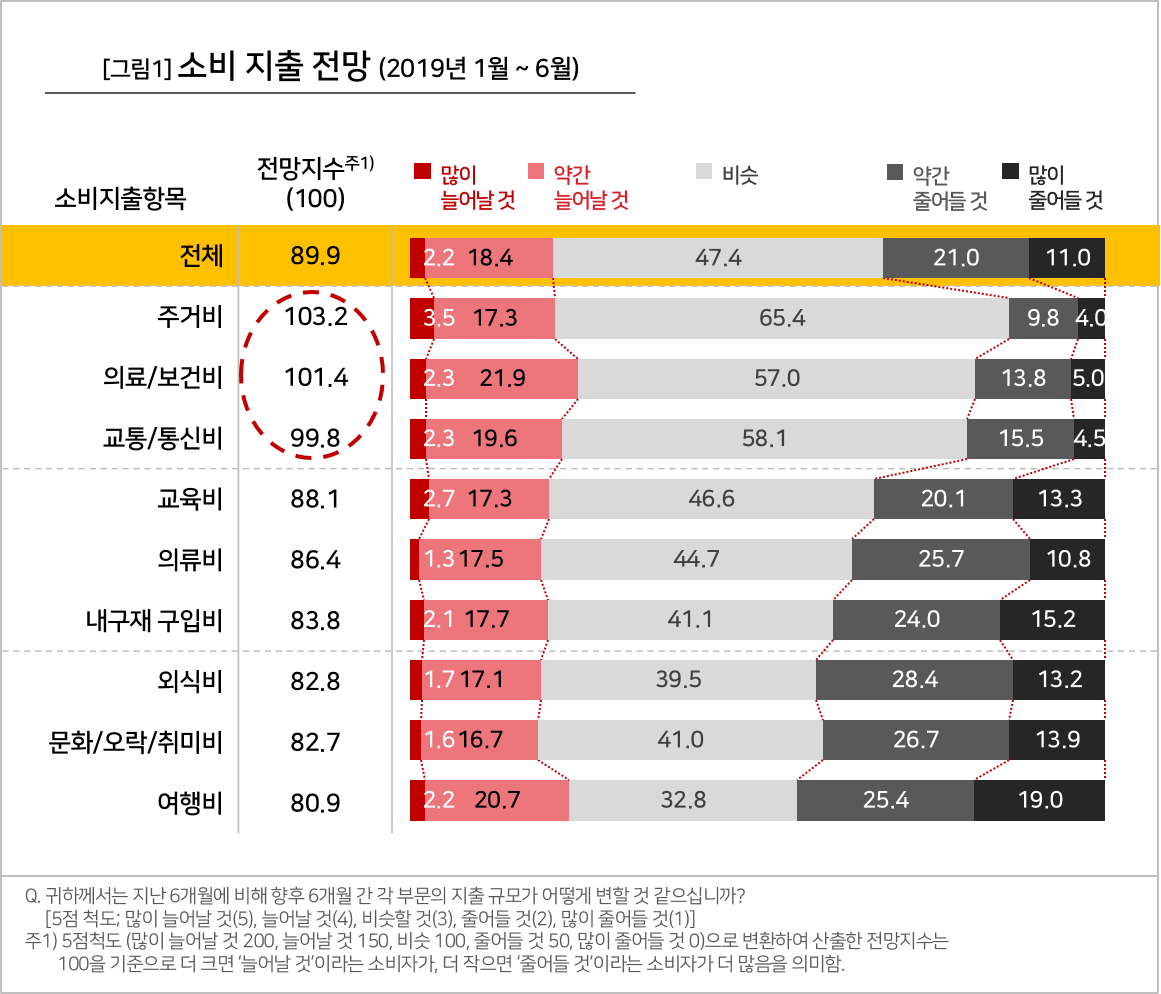 [그림1] 소비 지출 전망 (2019년 1월 ~ 6월)
소비지출항목 전망지수주1) (100) 많이 늘어날 것 약간 늘어날 것 비슷 약간 줄어들 것 많이 줄어들 것
전체 89.9 2.2 18.4 47.4 21.0 11.0
주거비 103.2 3.5 17.3 65.4 9.8 4.0
의료/보건비 101.4 2.3 21.9 57.0 13.8 5.0
교통/통신비 99.8 2.3 19.6 58.1 15.5 4.5
교육비 88.1 2.7 17.3 46.6 20.1 13.3
의류비 86.4 1.3 17.5 44.7 25.7 10.8
내구재 구입비 83.8 2.1 17.7 41.1 24.0 15.2
외식비 82.8 1.7 17.1 39.5 28.4 13.2
문화/오락/취미비 82.7 1.6 16.7 41.0 26.7 13.9
여행비 80.9 2.2 20.7 32.8 25.4 19.0
Q. 귀하께서는 지난 6개월에 비해 향후 6개월 간 각 부문의 지출 규모가 어떻게 변할 것 같으십니까?
[5점 척도; 많이 늘어날 것(5), 늘어날 것(4), 비슷할 것(3), 줄어들 것(2), 많이 줄어들 것(1)]
주1) 5점척도 (많이 늘어날 것 200, 늘어날 것 150, 비슷 100, 줄어들 것 50, 많이 줄어들 것 0)으로 변환하여 산출한 전망지수는
100을 기준으로 더 크면 ‘늘어날 것’이라는 소비자가, 더 작으면 ‘줄어들 것’이라는 소비자가 더 많음을 의미함.